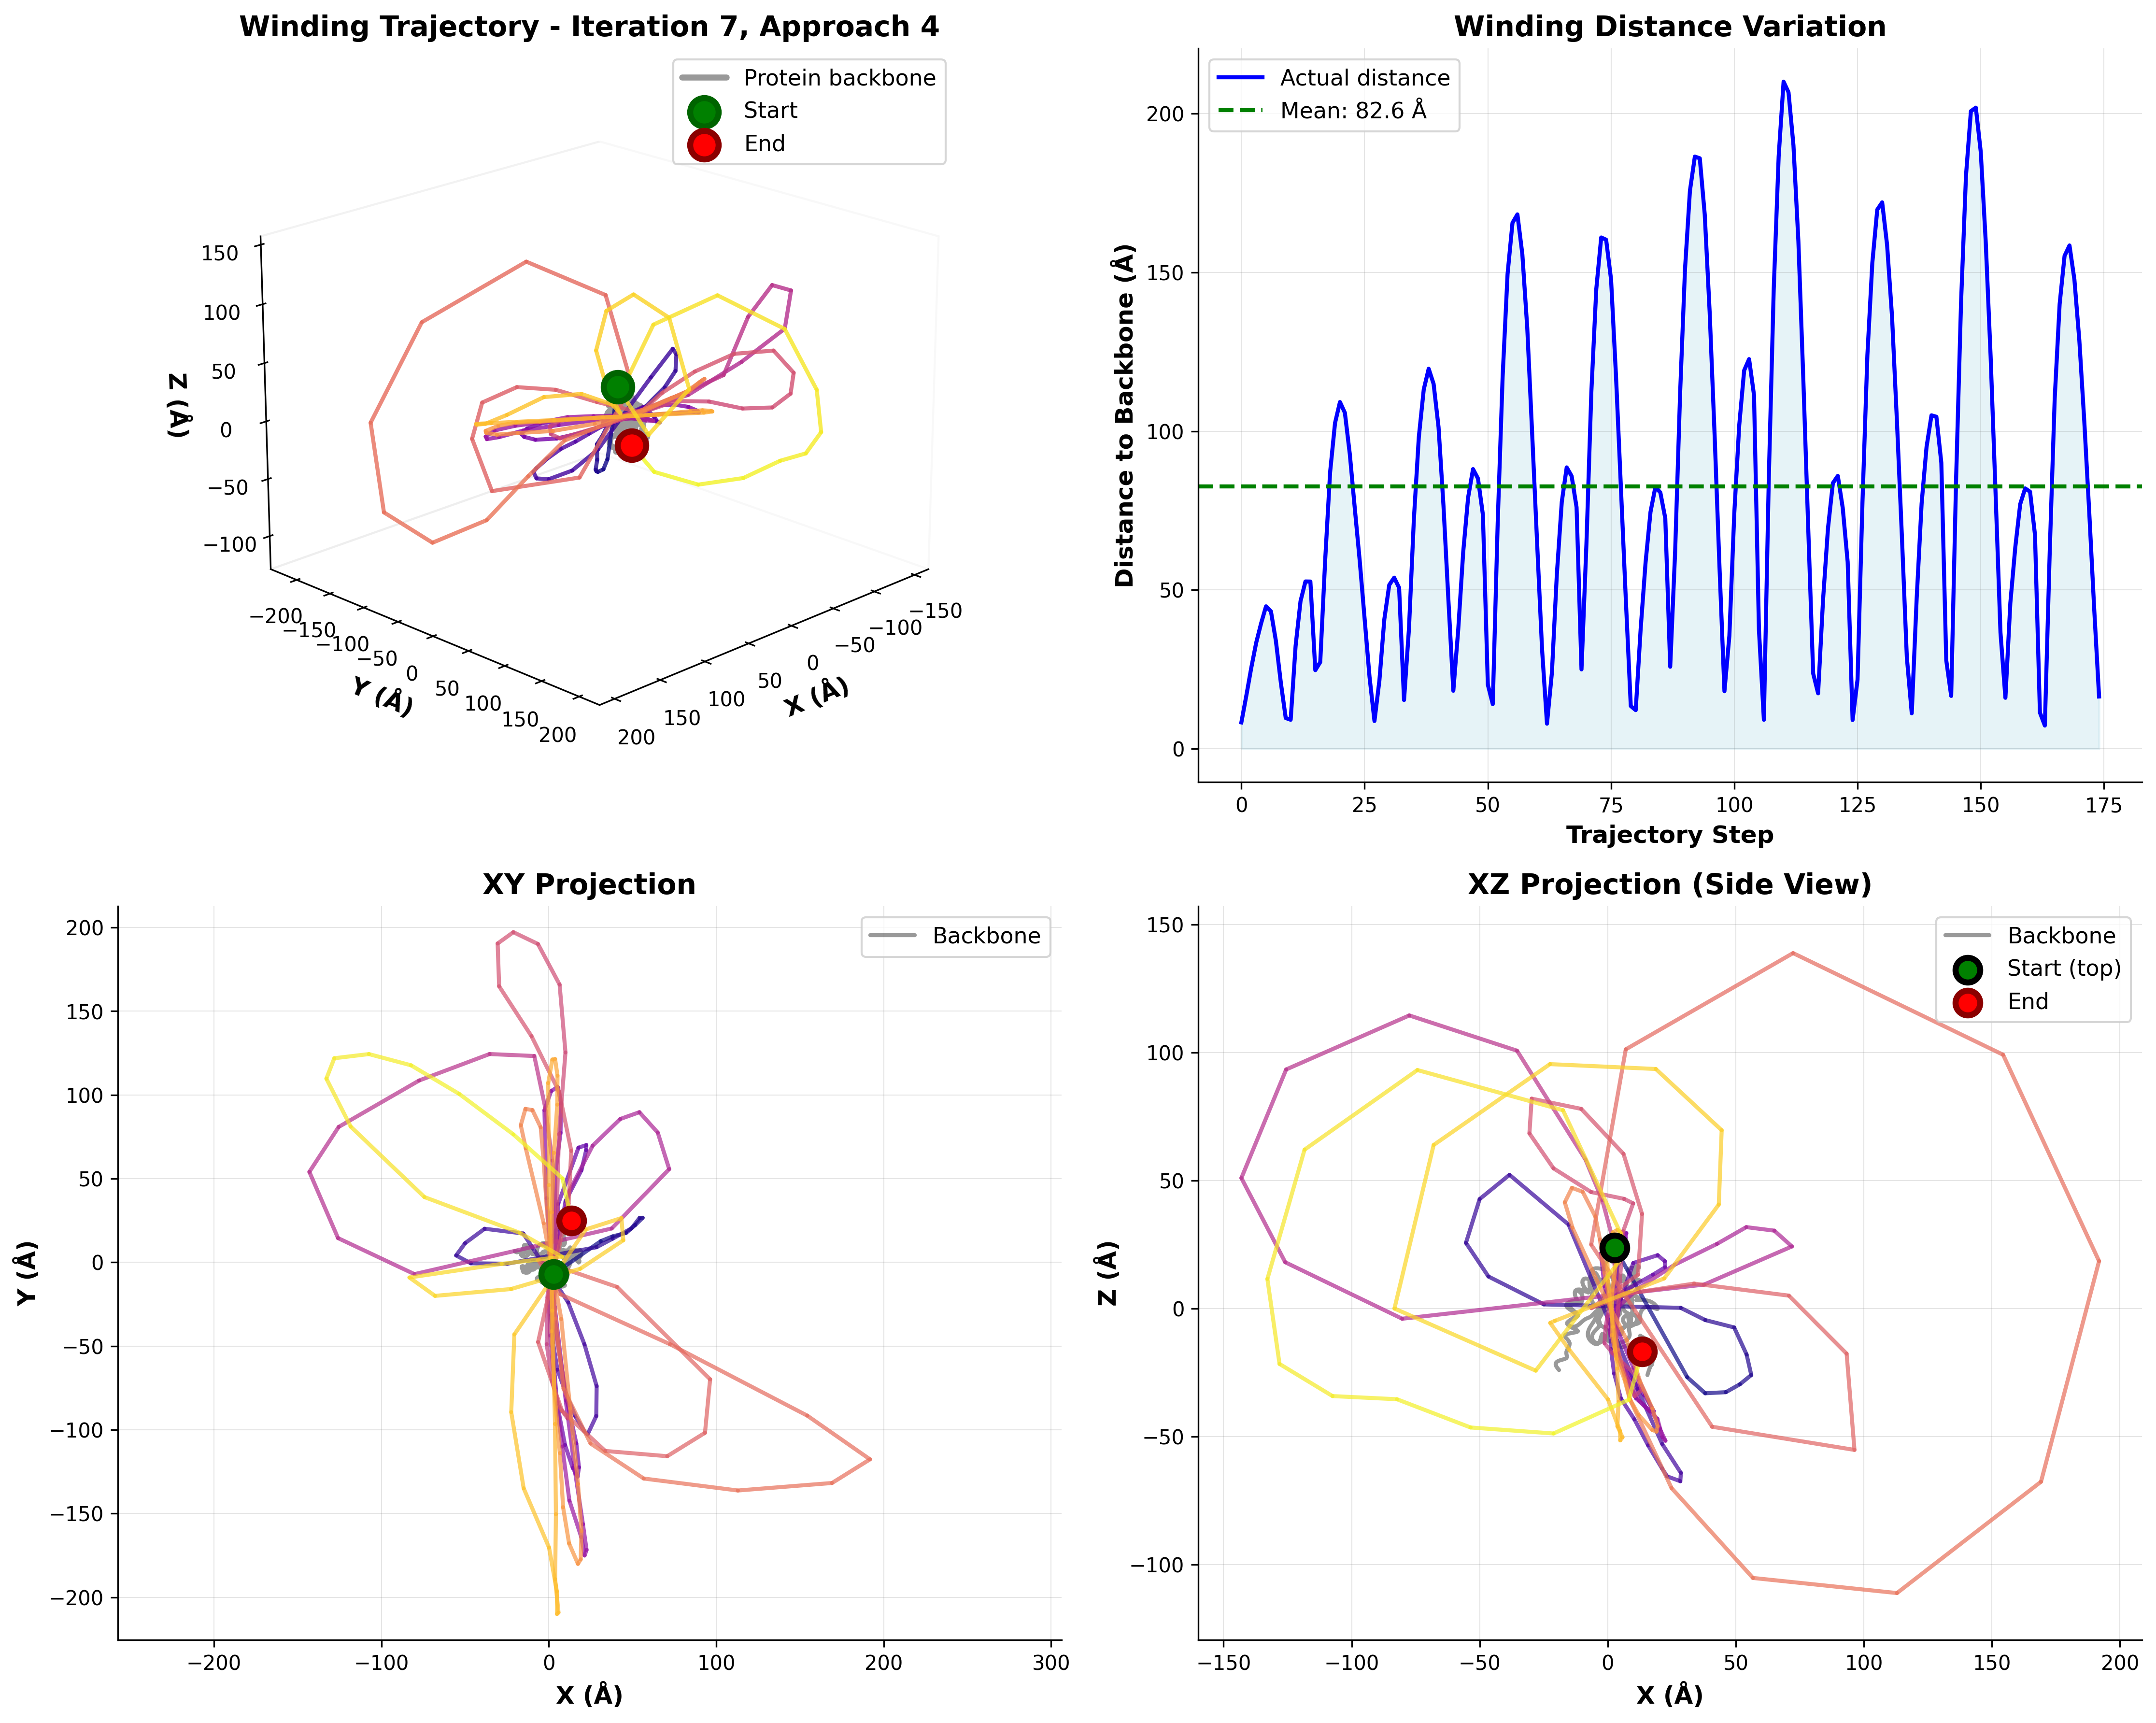 Winding Trajectory - Iteration 7, Approach 4
Protein backbone
Start
End
150
100
50
0
−50
−100
Z (Å)
−200
−150
−100
−50
0
50
100
150
200
Y (Å)
−150
−100
−50
0
50
100
150
200
X (Å)
Winding Distance Variation
Actual distance
Mean: 82.6 Å
200
150
100
50
0
Distance to Backbone (Å)
0
25
50
75
100
125
150
175
Trajectory Step
XY Projection
Backbone
200
150
100
50
0
−50
−100
−150
−200
Y (Å)
−200
−100
0
100
200
300
X (Å)
XZ Projection (Side View)
Backbone
Start (top)
End
150
100
50
0
−50
−100
Z (Å)
−150
−100
−50
0
50
100
150
200
X (Å)